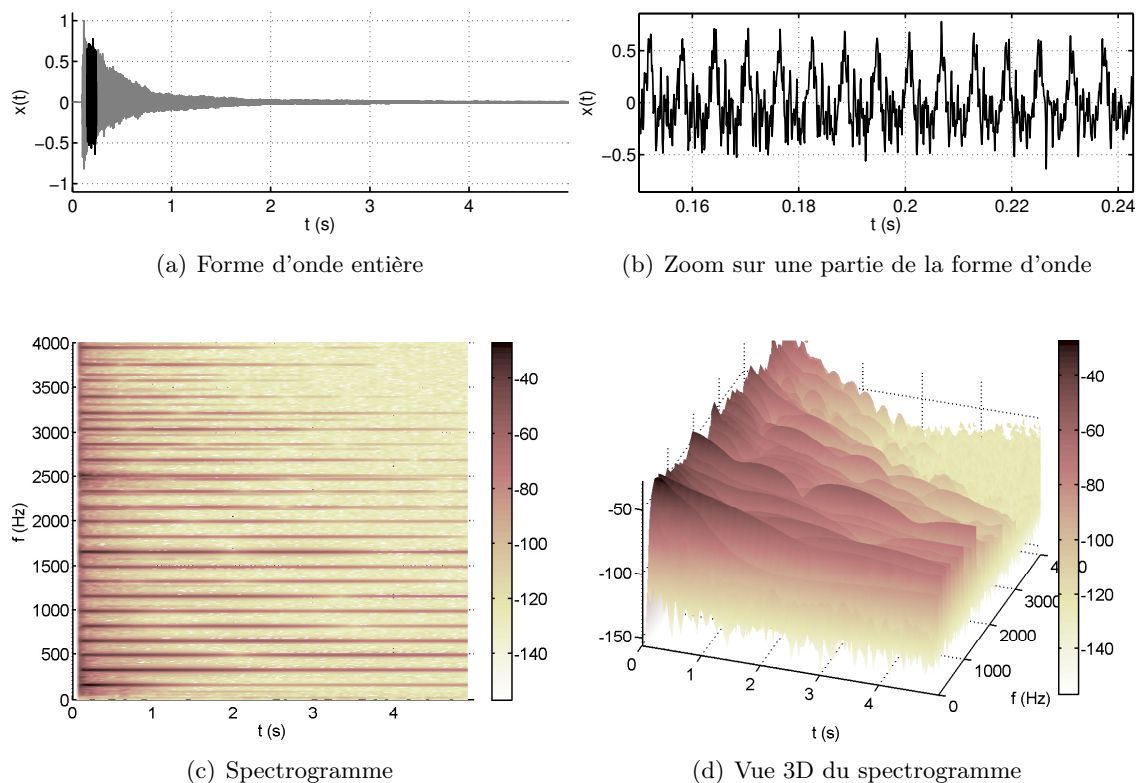 1
0.5
0
−0.5
−1
x(t)
0 1 2 3 4
t (s)
(a) Forme d'onde entière
0.5
0
−0.5
x(t)
0.16 0.18 0.2 0.22 0.24
t (s)
(b) Zoom sur une partie de la forme d'onde
4000
3500
3000
2500
2000
1500
1000
500
0
f (Hz)
0 1 2 3 4
t (s)
-40
-60
-80
-100
-120
-140
(c) Spectrogramme
-50
-100
-150
0 1 2 3 4
t (s)
0
1000
2000
3000
f (Hz)
-40
-60
-80
-100
-120
-140
(d) Vue 3D du spectrogramme